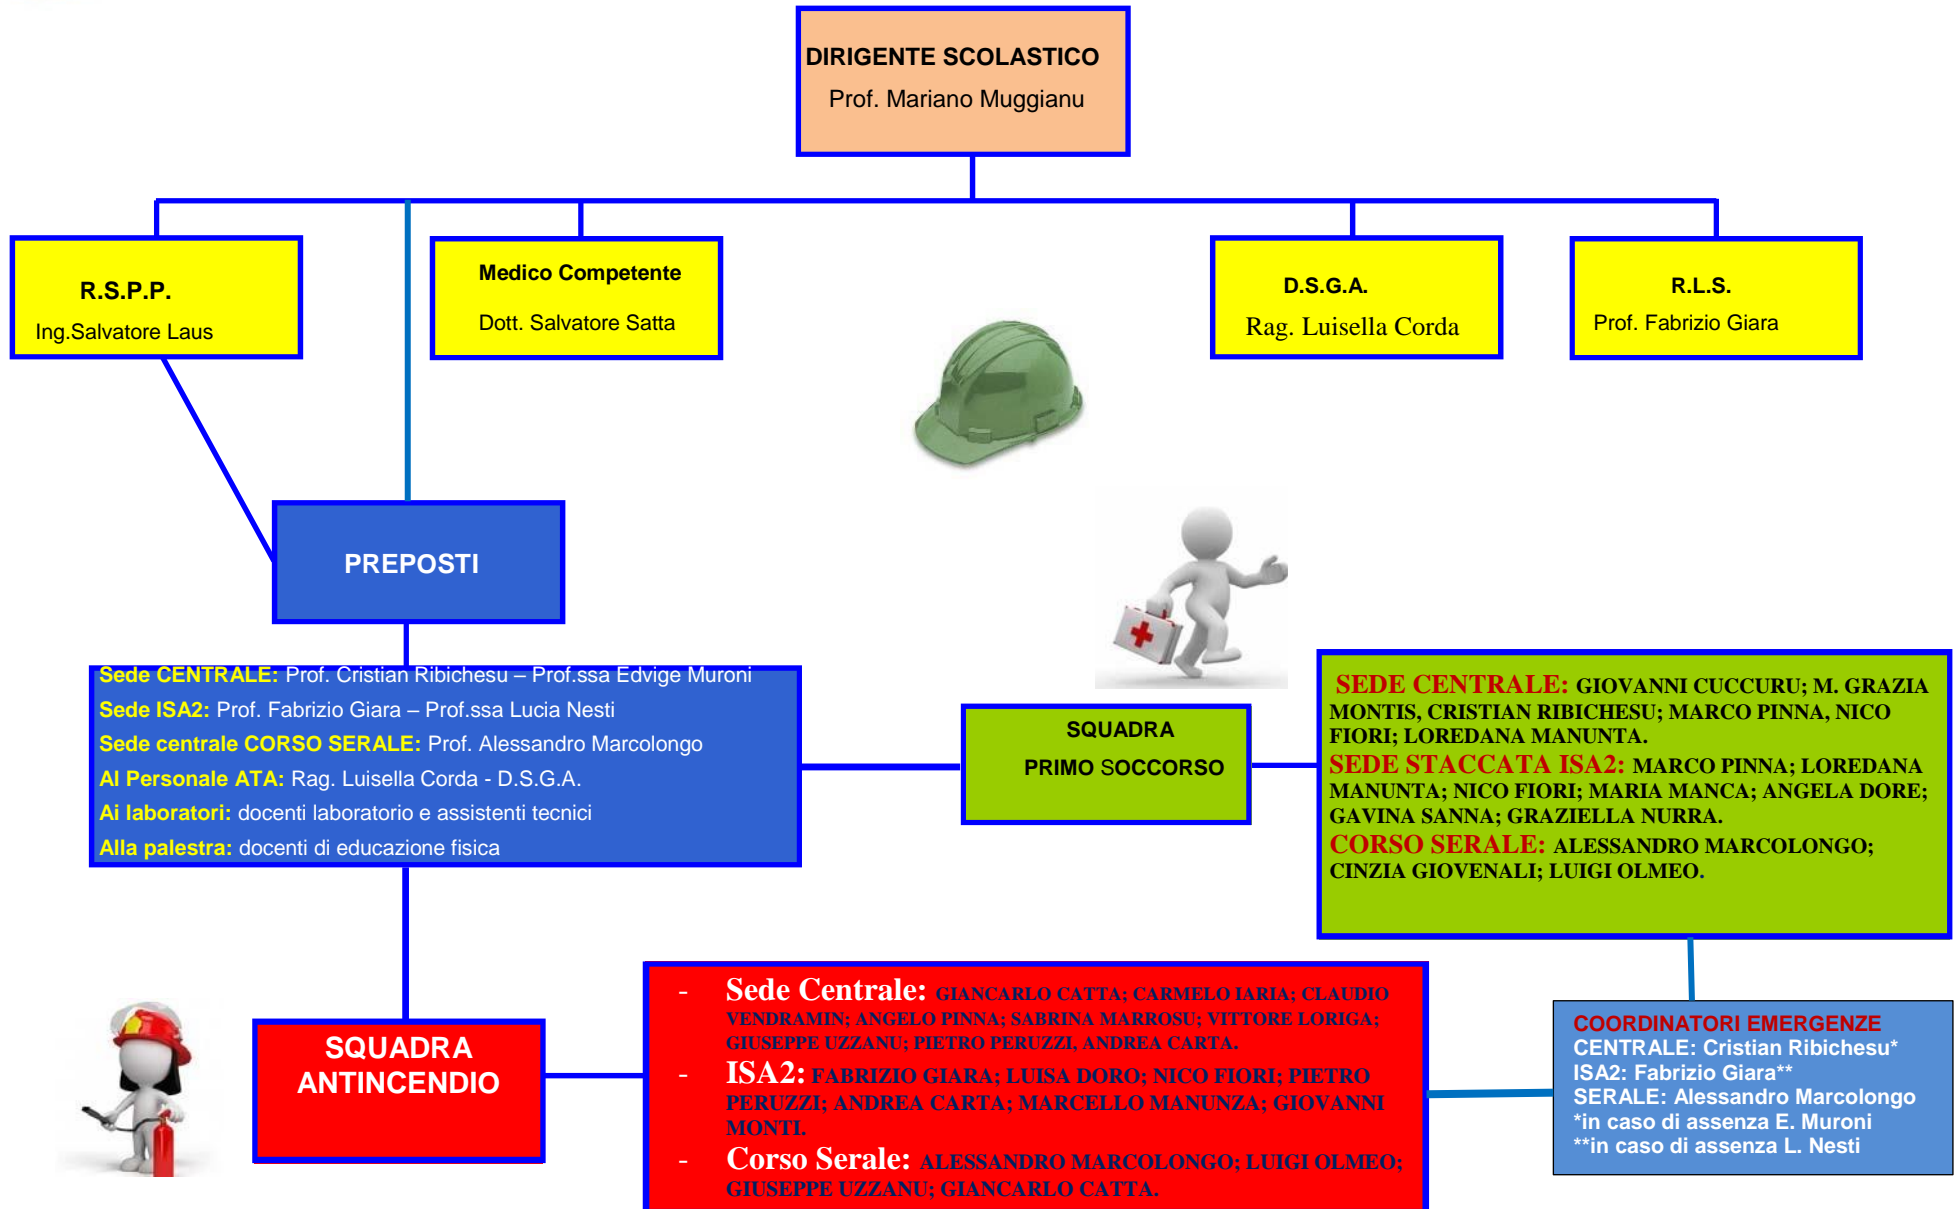 DIRIGENTE SCOLASTICO
Prof. Mariano Muggianu
R.S.P.P.
Ing.Salvatore Laus
Medico Competente
Dott. Salvatore Satta
D.S.G.A.
Rag. Luisella Corda
R.L.S.
Prof. Fabrizio Giara
PREPOSTI
Sede CENTRALE: Prof. Cristian Ribichesu – Prof.ssa Edvige Muroni
Sede ISA2: Prof. Fabrizio Giara – Prof.ssa Lucia Nesti
Sede centrale CORSO SERALE: Prof. Alessandro Marcolongo
Al Personale ATA: Rag. Luisella Corda - D.S.G.A.
Ai laboratori: docenti laboratorio e assistenti tecnici
Alla palestra: docenti di educazione fisica
SQUADRA
PRIMO SOCCORSO
SEDE CENTRALE: GIOVANNI CUCCURU; M. GRAZIA
MONTIS, CRISTIAN RIBICHESU; MARCO PINNA, NICO
FIORI; LOREDANA MANUNTA.
SEDE STACCATA ISA2: MARCO PINNA; LOREDANA
MANUNTA; NICO FIORI; MARIA MANCA; ANGELA DORE;
GAVINA SANNA; GRAZIELLA NURRA.
CORSO SERALE: ALESSANDRO MARCOLONGO;
CINZIA GIOVENALI; LUIGI OLMEO.
SQUADRA
ANTINCENDIO
- Sede Centrale: GIANCARLO CATTA; CARMELO IARIA; CLAUDIO
VENDRAMIN; ANGELO PINNA; SABRINA MARROSU; VITTORE LORIGA;
GIUSEPPE UZZANU; PIETRO PERUZZI, ANDREA CARTA.
- ISA2: FABRIZIO GIARA; LUISA DORO; NICO FIORI; PIETRO
PERUZZI; ANDREA CARTA; MARCELLO MANUNZA; GIOVANNI
MONTI.
- Corso Serale: ALESSANDRO MARCOLONGO; LUIGI OLMEO;
GIUSEPPE UZZANU; GIANCARLO CATTA.
COORDINATORI EMERGENZE
CENTRALE: Cristian Ribichesu*
ISA2: Fabrizio Giara**
SERALE: Alessandro Marcolongo
*in caso di assenza E. Muroni
**in caso di assenza L. Nesti